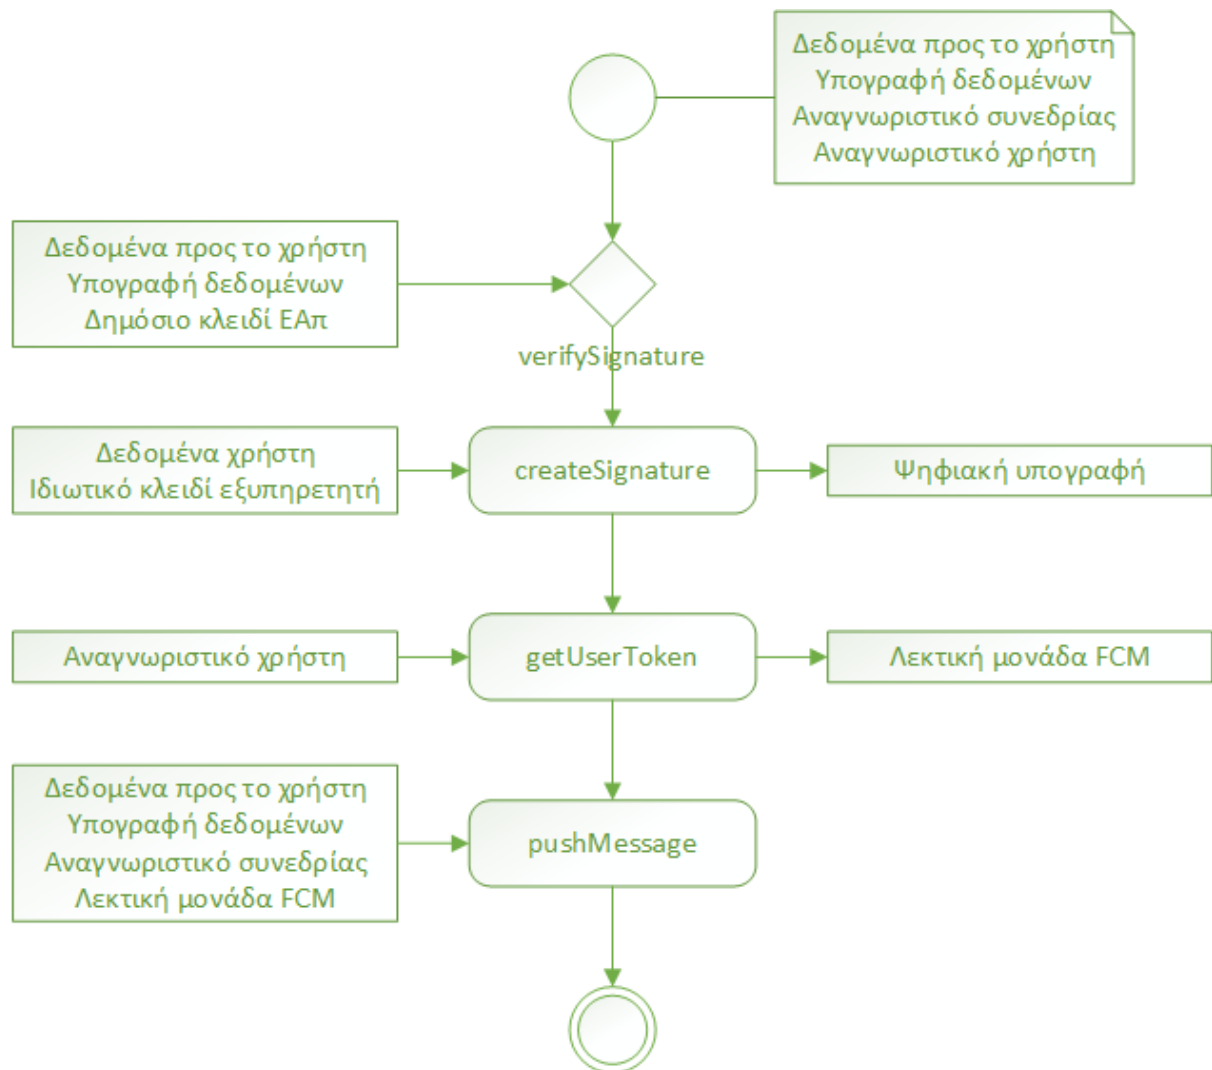 Δεδομένα προς το χρήστη
Υπογραφή δεδομένων
Αναγνωριστικό συνεδρίας
Αναγνωριστικό χρήστη
Δεδομένα προς το χρήστη
Υπογραφή δεδομένων
Δημόσιο κλειδί ΕΑπ
verifySignature
Δεδομένα χρήστη
Ιδιωτικό κλειδί εξυπηρετητή
createSignature
Ψηφιακή υπογραφή
Αναγνωριστικό χρήστη
getUserToken
Λεκτική μονάδα FCM
Δεδομένα προς το χρήστη
Υπογραφή δεδομένων
Αναγνωριστικό συνεδρίας
Λεκτική μονάδα FCM
pushMessage